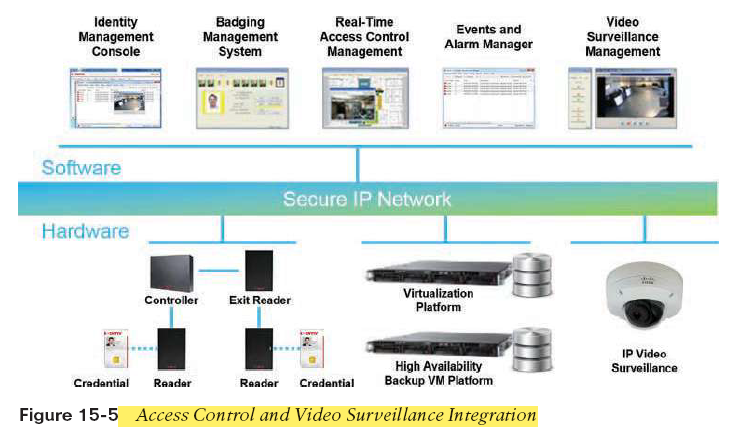 Identity
Management
Console
Badging
Management
System
Real-Time
Access Control
Management
Events and
Alarm Manager
Video
Surveillance
Management
Software
Secure IP Network
Hardware
Controller
Exit Reader
Virtualization
Platform
Credential
Reader
Reader
Credential
High Availability
Backup VM Platform
IP Video
Surveillance
Figure 15-5 Access Control and Video Surveillance Integration